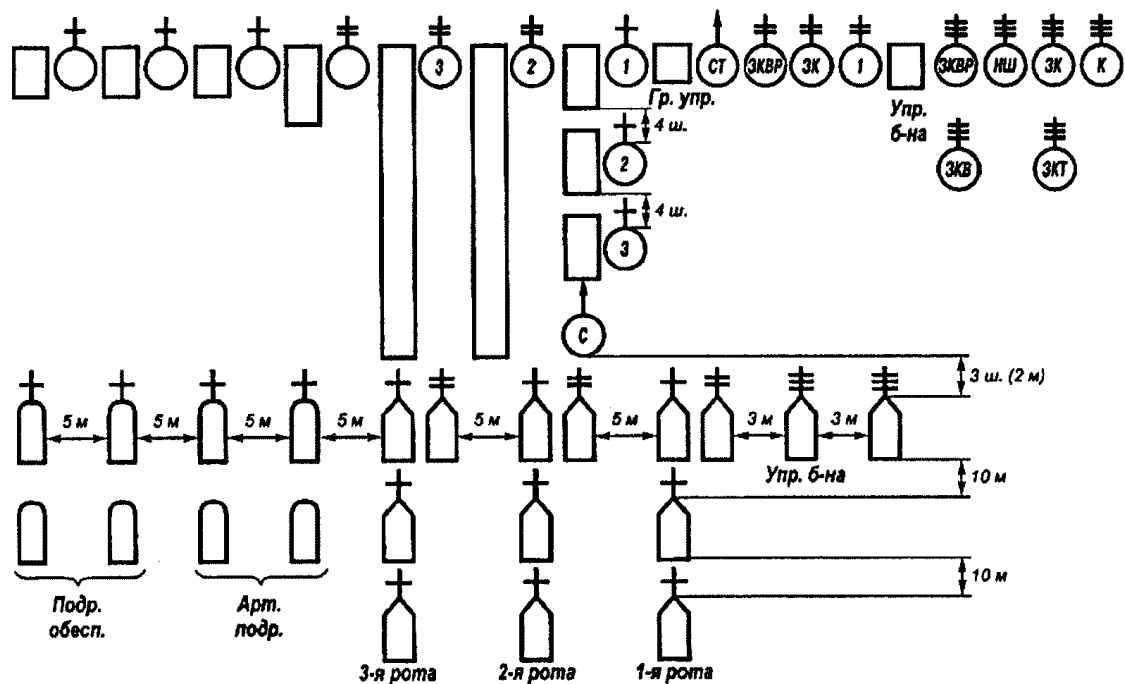 3 2 1 СТ ЗКВР ЗК 1 ЗКВР НШ ЗК К
Гр. упр.
Упр.
б-на
4 ш.
2
ЗКВ ЗКТ
4 ш.
3
С
3 ш. (2 м)
5 м 5 м 5 м 5 м 5 м 5 м 3 м 3 м
Упр. б-на
10 м
10 м
Подр.
обесп.
Арт.
подр.
3-я рота 2-я рота 1-я рота